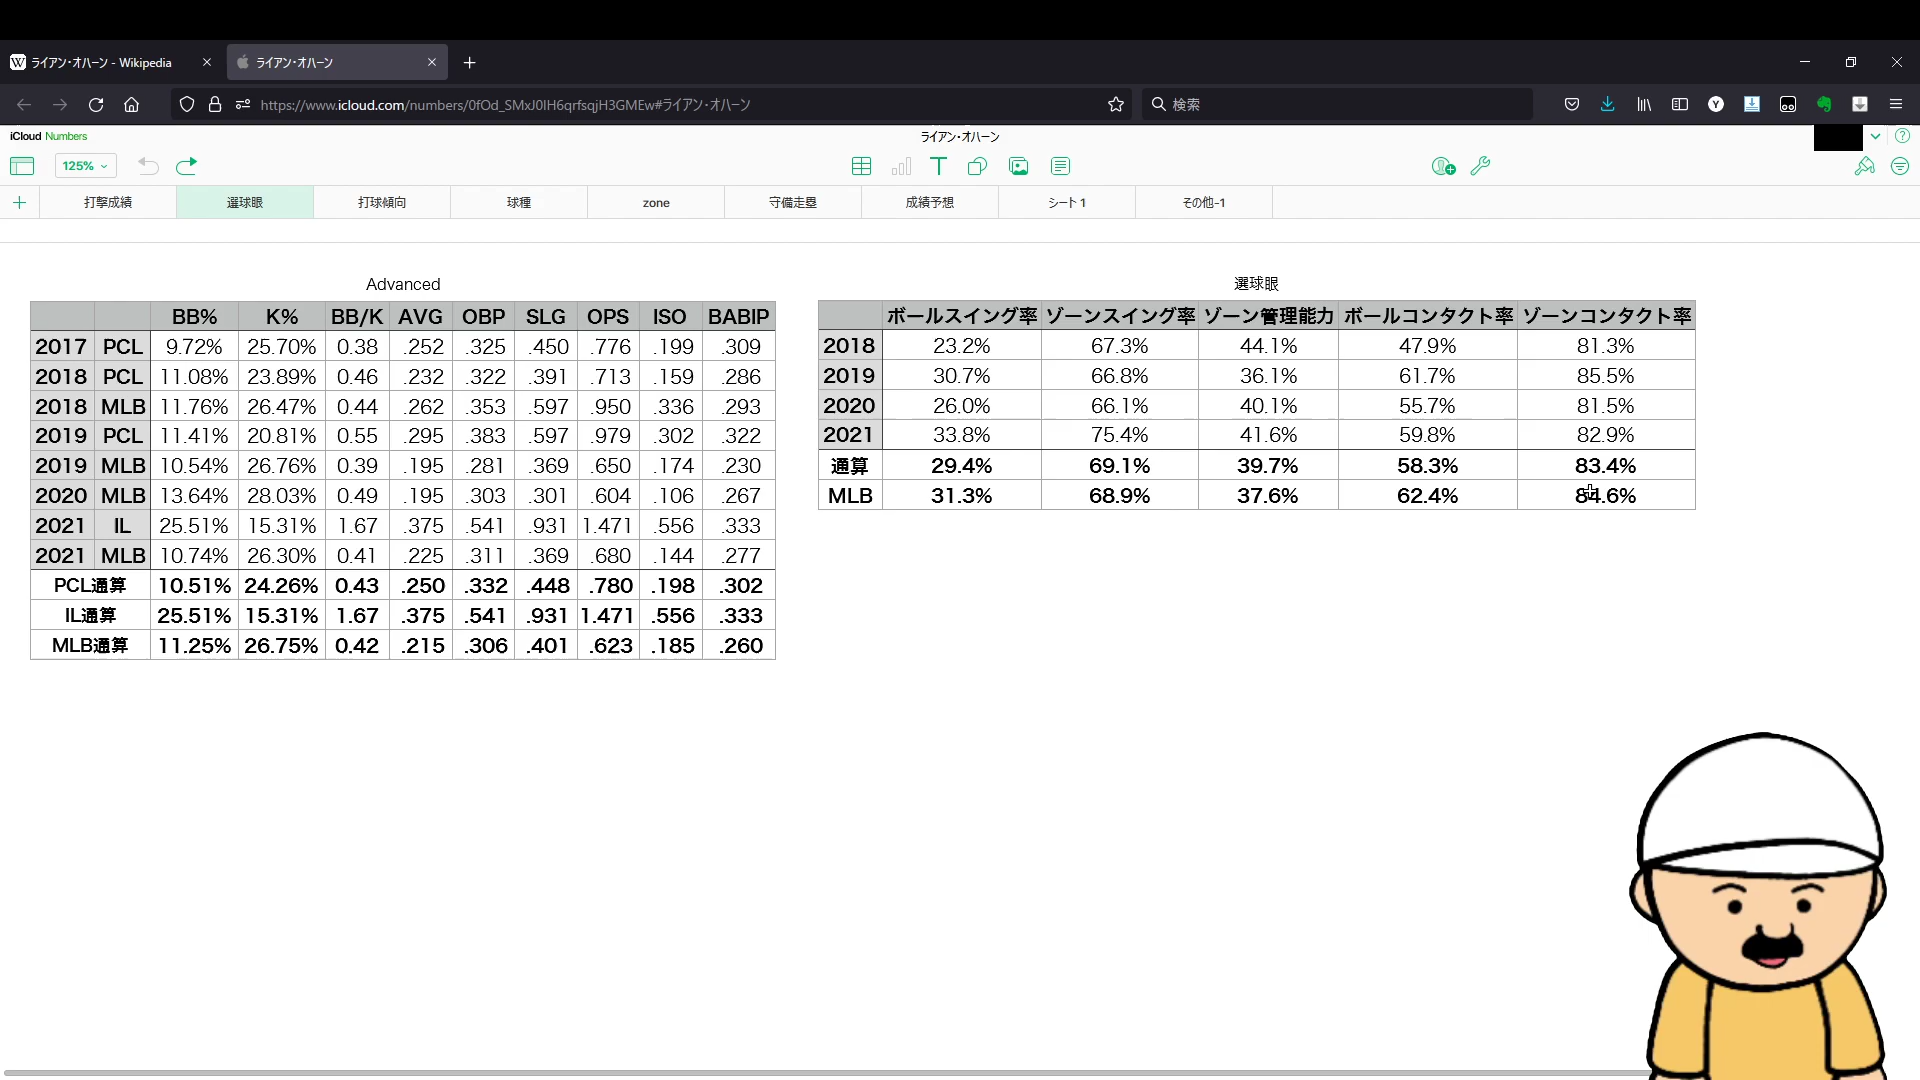 ライアン・オハーン - Wikipedia
ライアン・オハーン
https://www.icloud.com/numbers/0fOd_SMxJ0IH6qrfsqjH3GMEw#ライアン・オハーン
検索
iCloud Numbers
ライアン・オハーン
125%
打撃成績 選球眼 打球傾向 球種 zone 守備走塁 成績予想 シート 1 その他-1
Advanced
BB% K% BB/K AVG OBP SLG OPS ISO BABIP
2017 PCL 9.72% 25.70% 0.38 .252 .325 .450 .776 .199 .309
2018 PCL 11.08% 23.89% 0.46 .232 .322 .391 .713 .159 .286
2018 MLB 11.76% 26.47% 0.44 .262 .353 .597 .950 .336 .293
2019 PCL 11.41% 20.81% 0.55 .295 .383 .597 .979 .302 .322
2019 MLB 10.54% 26.76% 0.39 .195 .281 .369 .650 .174 .230
2020 MLB 13.64% 28.03% 0.49 .195 .303 .301 .604 .106 .267
2021 IL 25.51% 15.31% 1.67 .375 .541 .931 1.471 .556 .333
2021 MLB 10.74% 26.30% 0.41 .225 .311 .369 .680 .144 .277
PCL通算 10.51% 24.26% 0.43 .250 .332 .448 .780 .198 .302
IL通算 25.51% 15.31% 1.67 .375 .541 .931 1.471 .556 .333
MLB通算 11.25% 26.75% 0.42 .215 .306 .401 .623 .185 .260
選球眼
ボールスイング率 ゾーンスイング率 ゾーン管理能力 ボールコンタクト率 ゾーンコンタクト率
2018 23.2% 67.3% 44.1% 47.9% 81.3%
2019 30.7% 66.8% 36.1% 61.7% 85.5%
2020 26.0% 66.1% 40.1% 55.7% 81.5%
2021 33.8% 75.4% 41.6% 59.8% 82.9%
通算 29.4% 69.1% 39.7% 58.3% 83.4%
MLB 31.3% 68.9% 37.6% 62.4% 84.6%